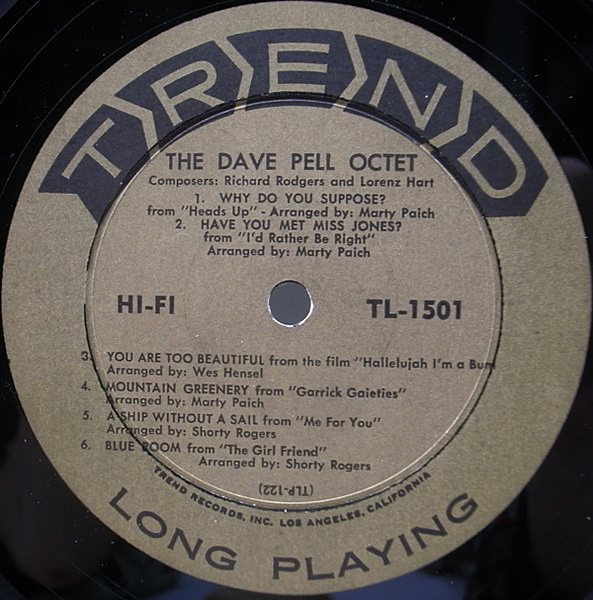 TREND
THE DAVE PELL OCTET
Composers: Richard Rodgers and Lorenz Hart
1. WHY DO YOU SUPPOSE?
from "Heads Up" - Arranged by: Marty Paich
2. HAVE YOU MET MISS JONES?
from "I'd Rather Be Right"
Arranged by: Marty Paich
HI-FI TL-1501
3. YOU ARE TOO BEAUTIFUL from the film "Hallelujah I'm a Bum
Arranged by: Wes Hensel
4. MOUNTAIN GREENERY from "Garrick Gaieties"
Arranged by: Marty Paich
5. A SHIP WITHOUT A SAIL from "Me For You"
Arranged by: Shorty Rogers
6. BLUE ROOM from "The Girl Friend"
Arranged by: Shorty Rogers
(TLP-122)
TREND RECORDS, INC. LOS ANGELES, CALIFORNIA
LONG PLAYING